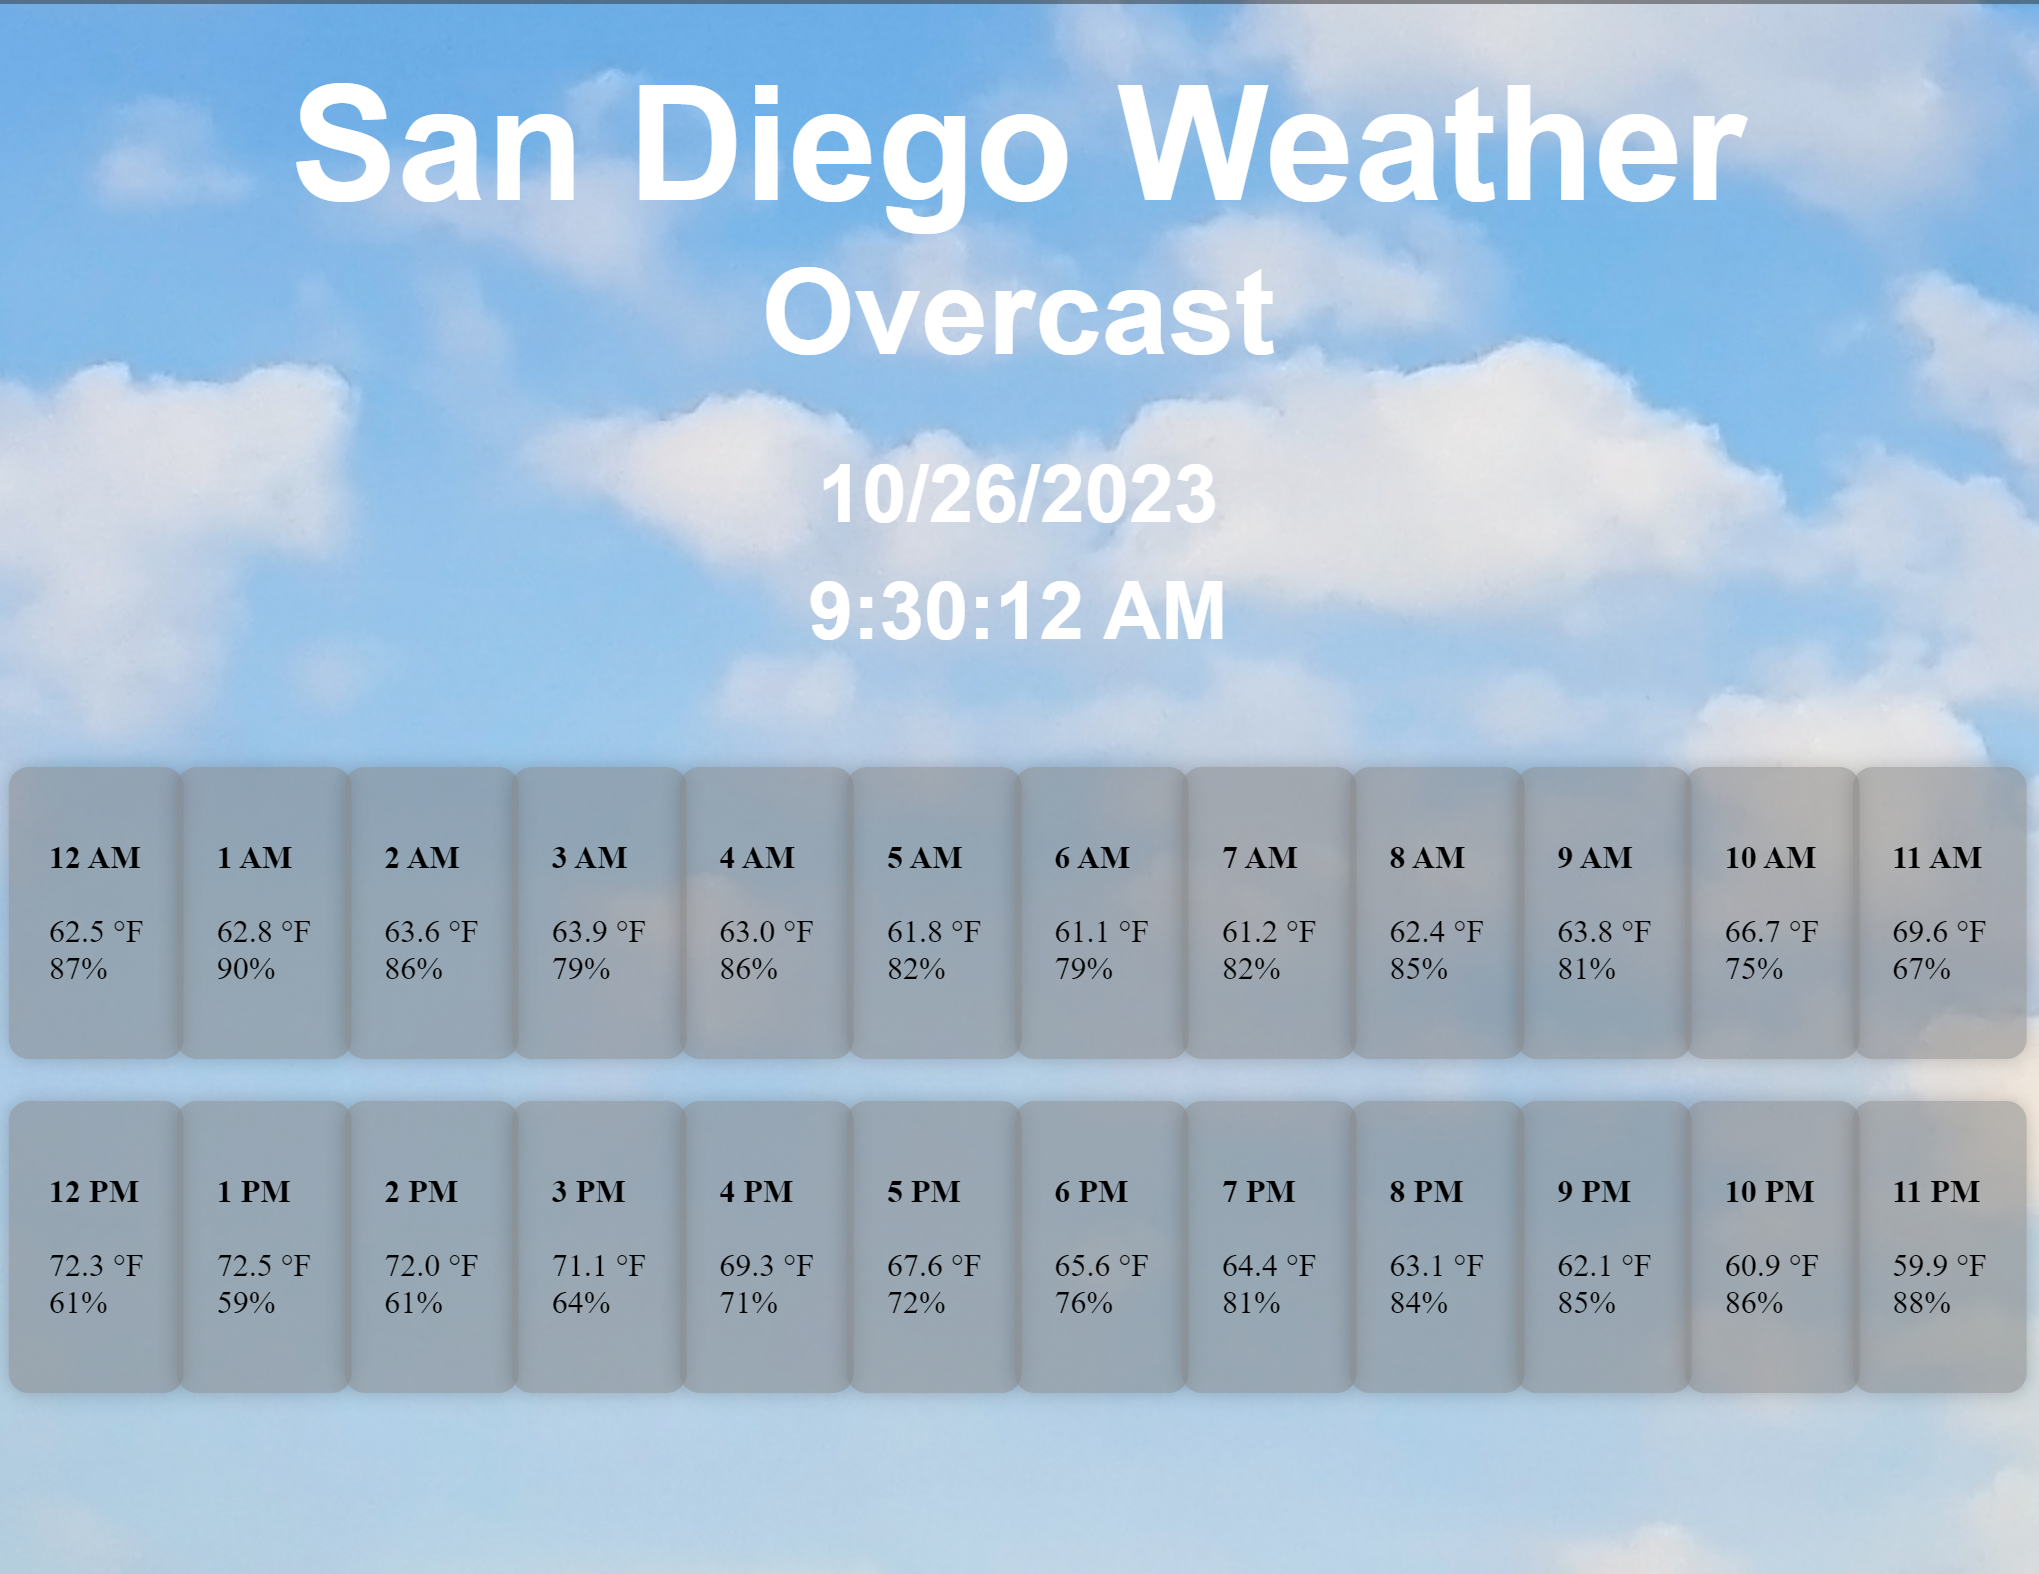 San Diego Weather
Overcast
10/26/2023
9:30:12 AM
12 AM 1 AM 2 AM 3 AM 4 AM 5 AM 6 AM 7 AM 8 AM 9 AM 10 AM 11 AM
62.5 °F 62.8 °F 63.6 °F 63.9 °F 63.0 °F 61.8 °F 61.1 °F 61.2 °F 62.4 °F 63.8 °F 66.7 °F 69.6 °F
87% 90% 86% 79% 86% 82% 79% 82% 85% 81% 75% 67%
12 PM 1 PM 2 PM 3 PM 4 PM 5 PM 6 PM 7 PM 8 PM 9 PM 10 PM 11 PM
72.3 °F 72.5 °F 72.0 °F 71.1 °F 69.3 °F 67.6 °F 65.6 °F 64.4 °F 63.1 °F 62.1 °F 60.9 °F 59.9 °F
61% 59% 61% 64% 71% 72% 76% 81% 84% 85% 86% 88%